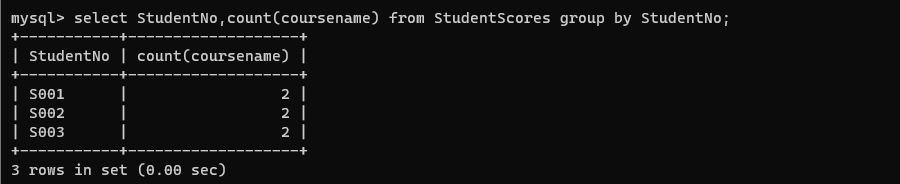 mysql> select StudentNo,count(coursename) from StudentScores group by StudentNo;
+-----------+-------------------+
| StudentNo | count(coursename) |
+-----------+-------------------+
| S001      |                 2 |
| S002      |                 2 |
| S003      |                 2 |
+-----------+-------------------+
3 rows in set (0.00 sec)